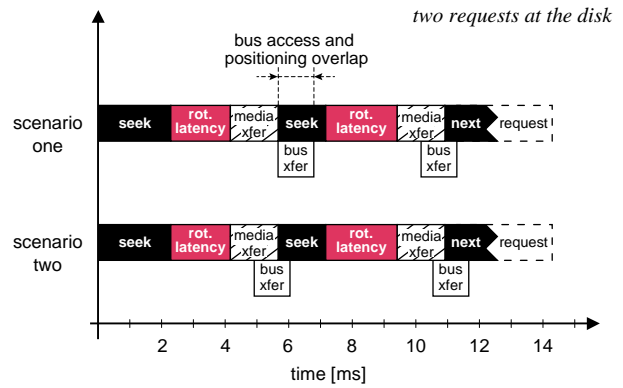 two requests at the disk
bus access and
positioning overlap
scenario
one
seek
rot.
latency
media
xfer
seek
rot.
latency
media
xfer
next
request
bus
xfer
bus
xfer
scenario
two
seek
rot.
latency
media
xfer
seek
rot.
latency
media
xfer
next
request
bus
xfer
bus
xfer
2 4 6 8 10 12 14
time [ms]